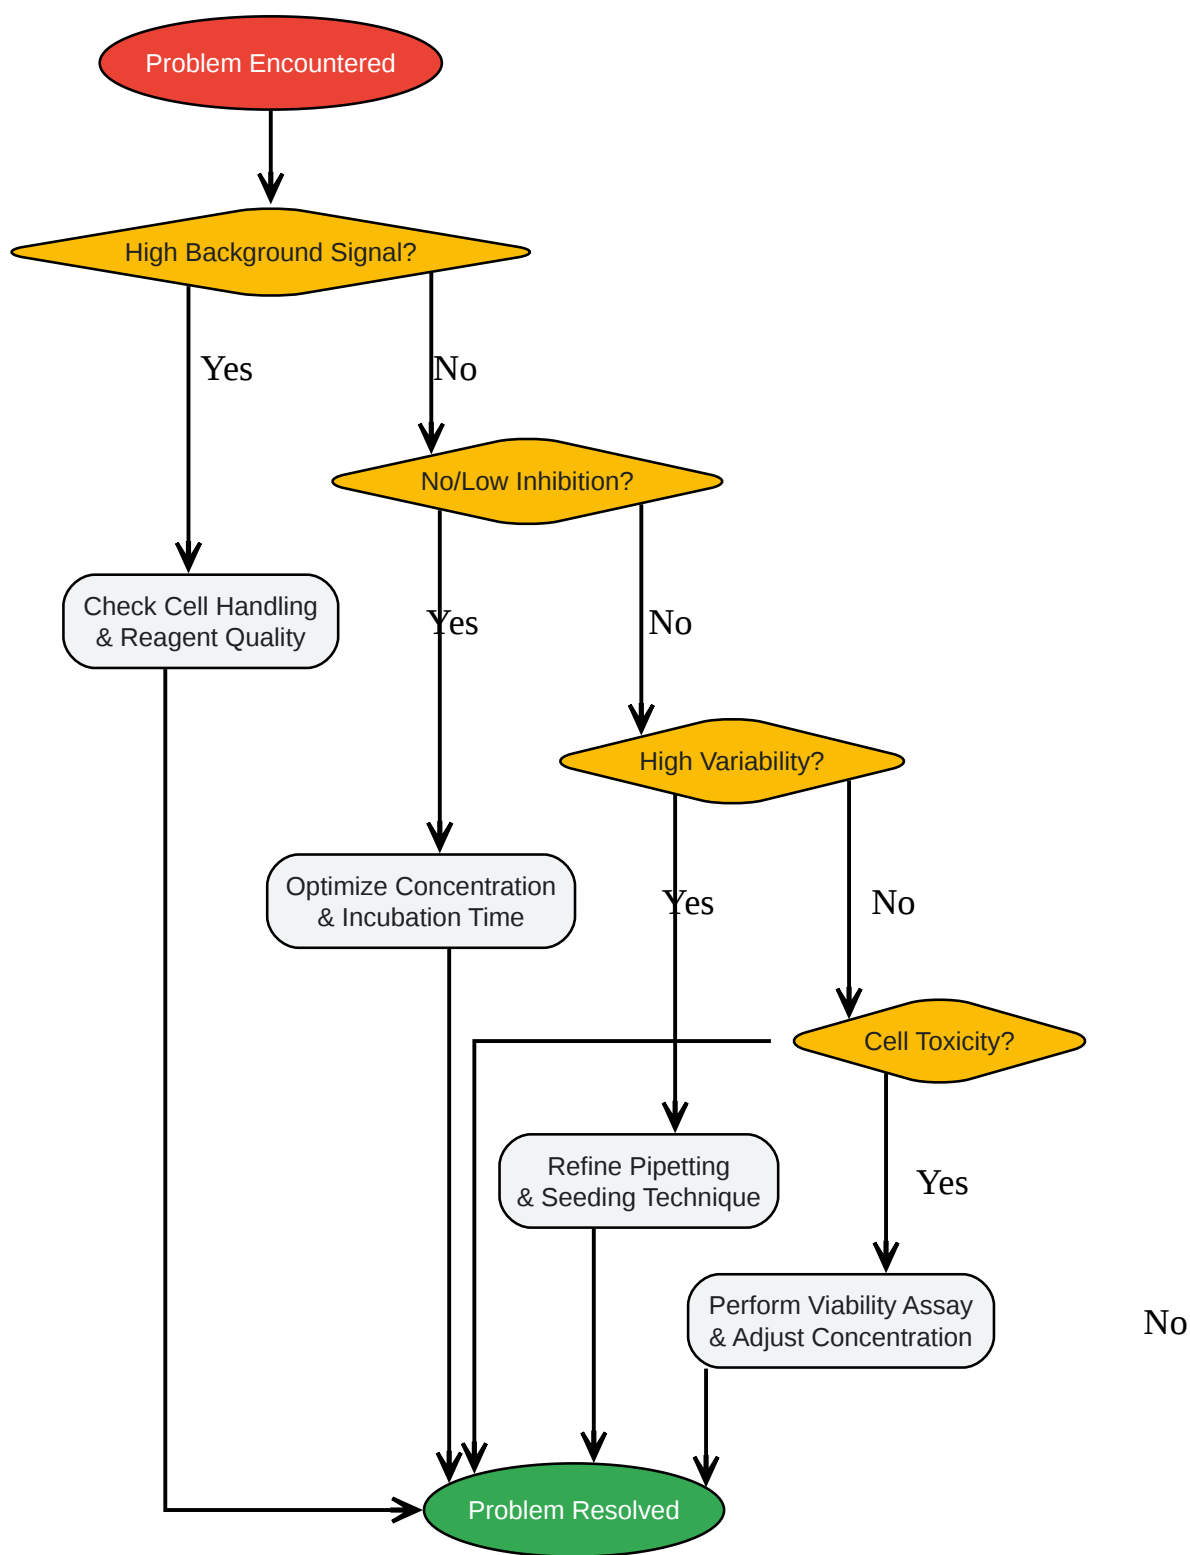 Problem Encountered
High Background Signal?
Yes
No
No/Low Inhibition?
Check Cell Handling
& Reagent Quality
Yes
No
High Variability?
Optimize Concentration
& Incubation Time
Yes
No
Cell Toxicity?
Refine Pipetting
& Seeding Technique
Yes
Perform Viability Assay
& Adjust Concentration
No
Problem Resolved